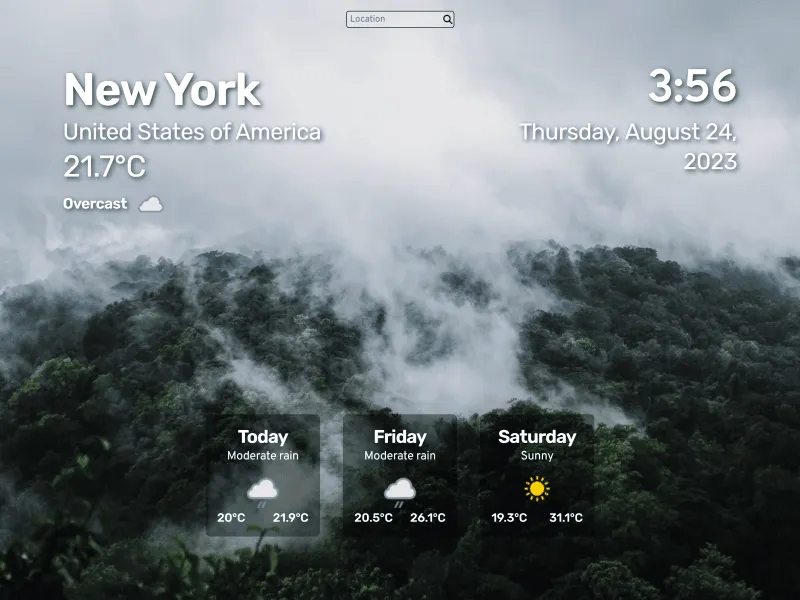 Location
New York
United States of America
21.7°C
Overcast
3:56
Thursday, August 24,
2023
Today
Moderate rain
20°C 21.9°C
Friday
Moderate rain
20.5°C 26.1°C
Saturday
Sunny
19.3°C 31.1°C